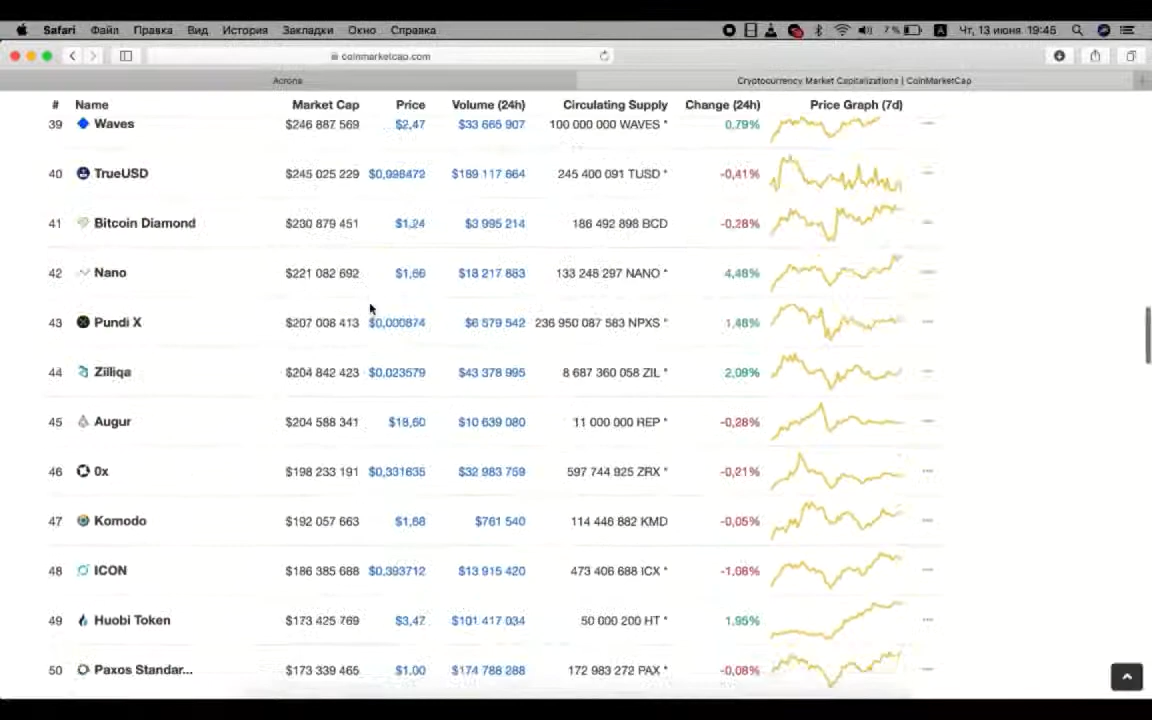 Safari Файл Правка Вид История Закладки Окно Справка 7 % A Чт, 13 июня 19:45
coinmarketcap.com
Acrona Cryptocurrency Market Capitalizations | CoinMarketCap
# Name Market Cap Price Volume (24h) Circulating Supply Change (24h) Price Graph (7d)
39 Waves $246 887 569 $2,47 $33 665 907 100 000 000 WAVES * 0,79%
40 TrueUSD $245 025 229 $0,998472 $189 117 664 245 400 091 TUSD * -0,41%
41 Bitcoin Diamond $230 879 451 $1,24 $3 995 214 186 492 898 BCD -0,28%
42 Nano $221 082 692 $1,66 $18 217 883 133 248 297 NANO * 4,48%
43 Pundi X $207 008 413 $0,000874 $6 579 542 236 950 087 583 NPXS * 1,48%
44 Zilliqa $204 842 423 $0,023579 $43 378 995 8 687 360 058 ZIL * 2,09%
45 Augur $204 588 341 $18,60 $10 639 080 11 000 000 REP * -0,28%
46 0x $198 233 191 $0,331635 $32 983 759 597 744 925 ZRX * -0,21%
47 Komodo $192 057 663 $1,68 $761 540 114 446 882 KMD -0,05%
48 ICON $186 385 688 $0,393712 $13 915 420 473 406 688 ICX * -1,08%
49 Huobi Token $173 425 769 $3,47 $101 417 034 50 000 200 HT * 1,95%
50 Paxos Standar... $173 339 465 $1,00 $174 788 288 172 983 272 PAX * -0,08%